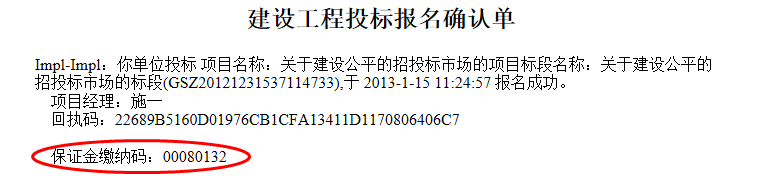 建设工程投标报名确认单
Impl-Impl：你单位投标 项目名称：关于建设公平的招投标市场的项目标段名称：关于建设公平的
招投标市场的标段(GSZ20121231537114733),于 2013-1-15 11:24:57 报名成功。
项目经理：施一
回执码：22689B5160D01976CB1CFA13411D1170806406C7
保证金缴纳码：00080132